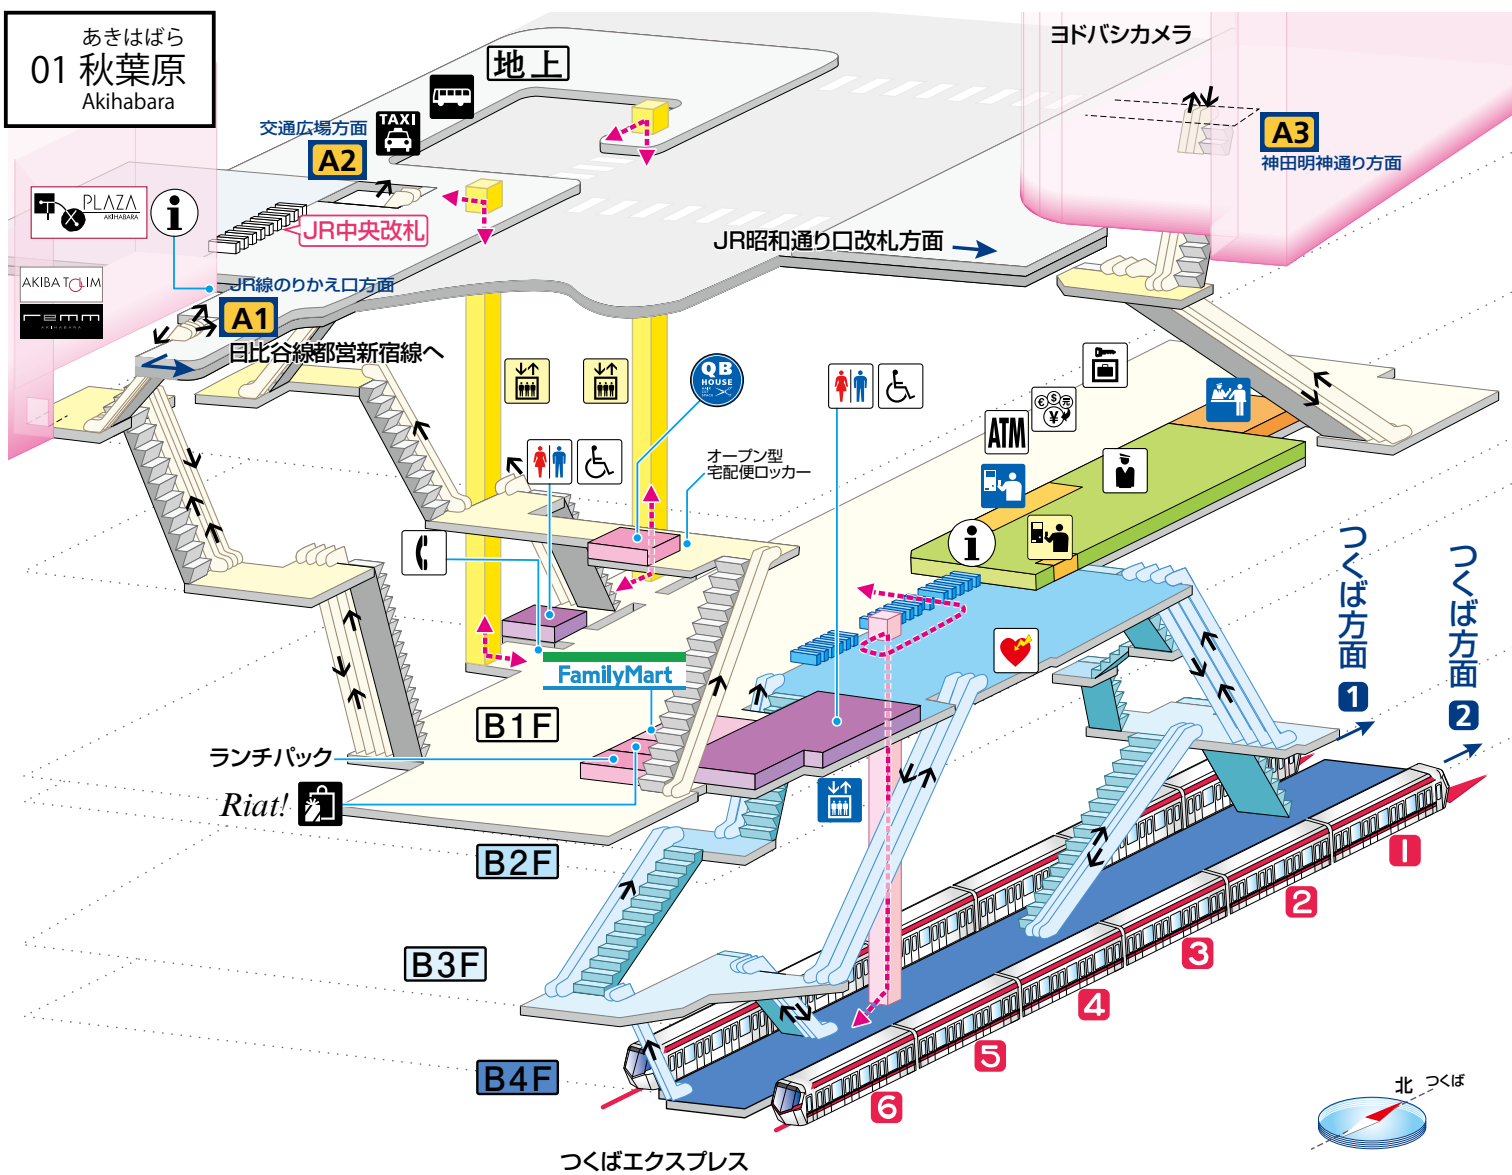 あきはばら
01 秋葉原
Akihabara
地上
ヨドバシカメラ
交通広場方面
A2
TAXI
A3
神田明神通り方面
PLAZA
AKIHABARA
i
JR中央改札
JR昭和通り口改札方面
AKIBA TOLIM
remm
AKIHABARA
JR線のりかえ口方面
A1
日比谷線都営新宿線へ
QB
HOUSE
オープン型
宅配便ロッカー
ATM
€ $ 元
¥
i
FamilyMart
B1F
ランチパック
Riat!
B2F
B3F
B4F
つくば方面 1
つくば方面 2
1
2
3
4
5
6
北 つくば
つくばエクスプレス